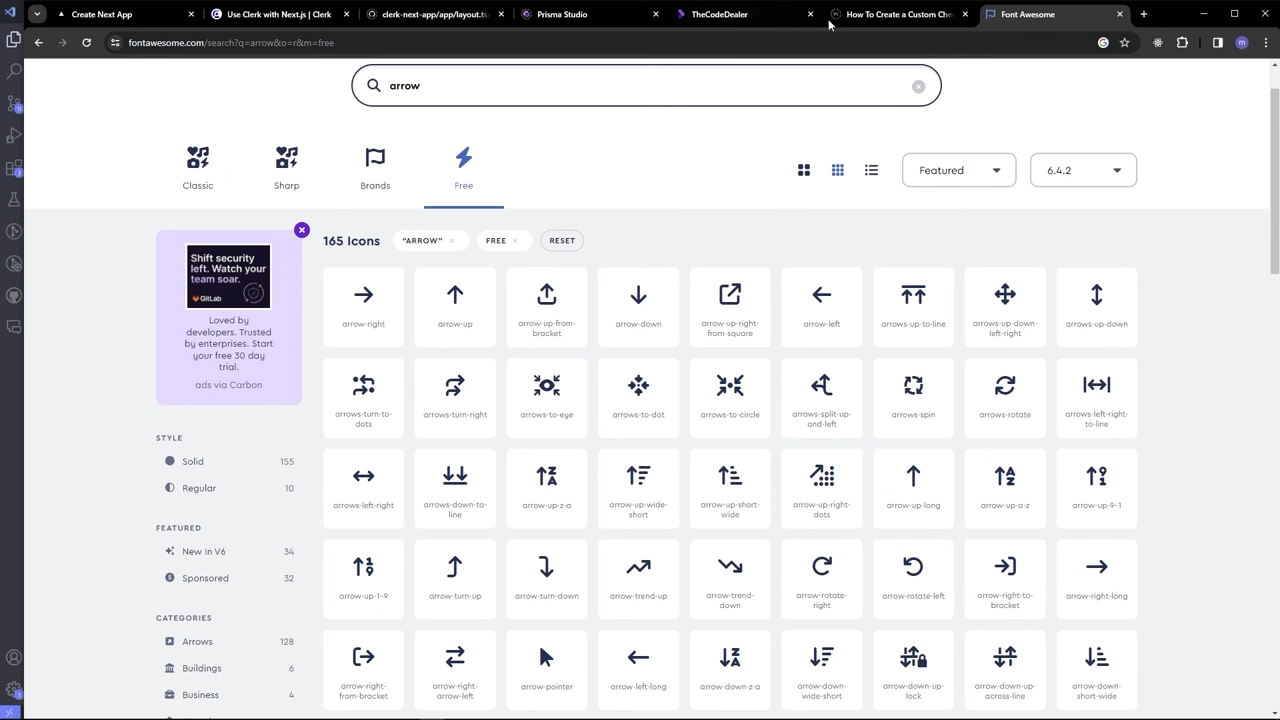 Create Next App
Use Clerk with Next.js | Clerk
clerk-next-app/app/layout.ts
Prisma Studio
TheCodeDealer
How To Create a Custom Che
Font Awesome
fontawesome.com/search?q=arrow&o=r&m=free
arrow
Classic
Sharp
Brands
Free
Featured
6.4.2
Shift security
left. Watch your
team soar.
GitLab
Loved by
developers. Trusted
by enterprises. Start
your free 30 day
trial.
ads via Carbon
165 Icons
"ARROW"
FREE
RESET
arrow-right
arrow-up
arrow-up-from-
bracket
arrow-down
arrow-up-right-
from-square
arrow-left
arrows-up-to-line
arrows-up-down-
left-right
arrows-up-down
arrows-turn-to-
dots
arrows-turn-right
arrows-to-eye
arrows-to-dot
arrows-to-circle
arrows-split-up-
and-left
arrows-spin
arrows-rotate
arrows-left-right-
to-line
arrows-left-right
arrows-down-to-
line
arrow-up-z-a
arrow-up-wide-
short
arrow-up-short-
wide
arrow-up-right-
dots
arrow-up-long
arrow-up-a-z
arrow-up-9-1
arrow-up-1-9
arrow-turn-up
arrow-turn-down
arrow-trend-up
arrow-trend-
down
arrow-rotate-
right
arrow-rotate-left
arrow-right-to-
bracket
arrow-right-long
arrow-right-
from-bracket
arrow-right-
arrow-left
arrow-pointer
arrow-left-long
arrow-down-z-a
arrow-down-
wide-short
arrow-down-up-
lock
arrow-down-up-
across-line
arrow-down-
short-wide
STYLE
Solid 155
Regular 10
FEATURED
New In V6 34
Sponsored 32
CATEGORIES
Arrows 128
Buildings 6
Business 4